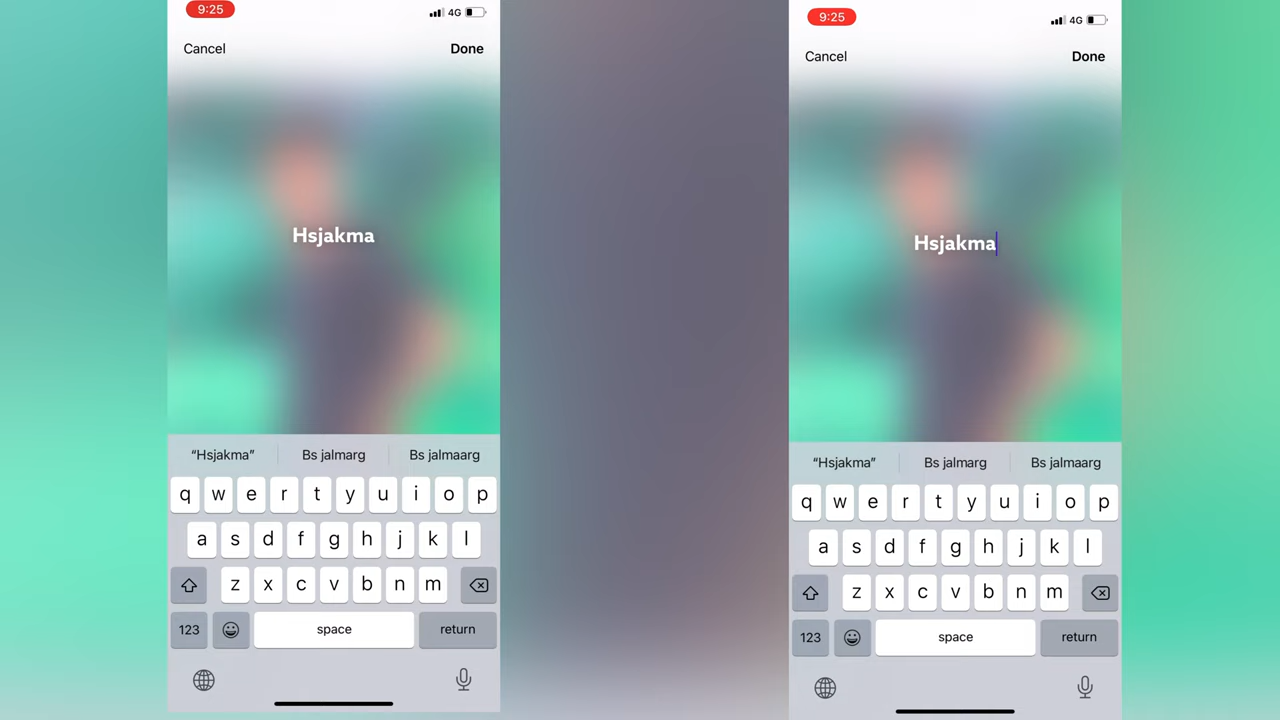 9:25
4G
Cancel
Done
Hsjakma
“Hsjakma”
Bs jalmarg
Bs jalmaarg
q w e r t y u i o p
a s d f g h j k l
z x c v b n m
123
space
return
9:25
4G
Cancel
Done
Hsjakma
“Hsjakma”
Bs jalmarg
Bs jalmaarg
q w e r t y u i o p
a s d f g h j k l
z x c v b n m
123
space
return